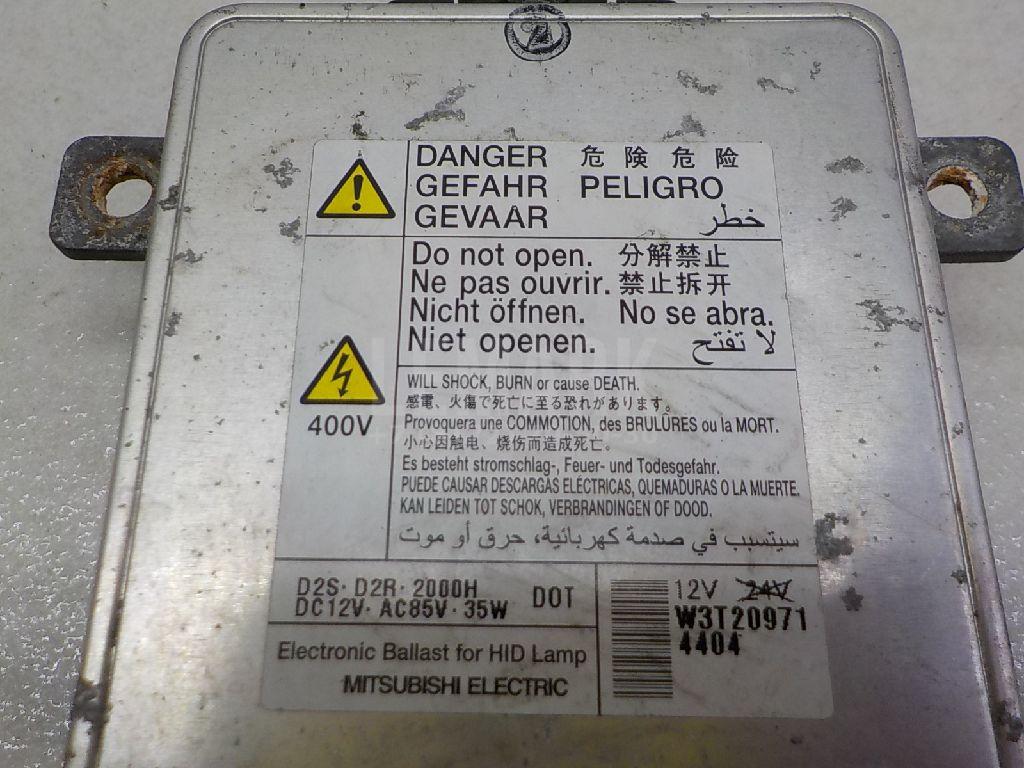 DANGER 危 険 危 险
GEFAHR PELIGRO
GEVAAR خطر
Do not open. 分解禁止
Ne pas ouvrir. 禁止拆开
Nicht öffnen. No se abra.
Niet openen. لا تفتح
400V
WILL SHOCK, BURN or cause DEATH.
感電、火傷で死亡に至る恐れがあります。
Provoquera une COMMOTION, des BRULÛRES ou la MORT.
小心因触电、烧伤而造成死亡.
Es besteht stromschlag-, Feuer- und Todesgefahr.
PUEDE CAUSAR DESCARGAS ELÉCTRICAS, QUEMADURAS O LA MUERTE.
KAN LEIDEN TOT SCHOK, VERBRANDINGEN OF DOOD.
سيتسبب في صدمة كهربائية، حرق أو موت
D2S· D2R· 2000H
DC12V· AC85V·35W DOT
12V 24V
W3T20971
4404
Electronic Ballast for HID Lamp
MITSUBISHI ELECTRIC